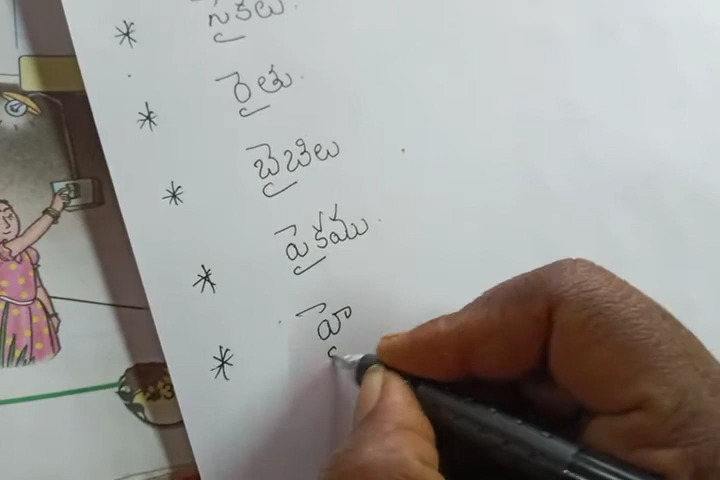 * సైకిలు.
* రైతు.
* బైబిలు
* పైకము.
* హై